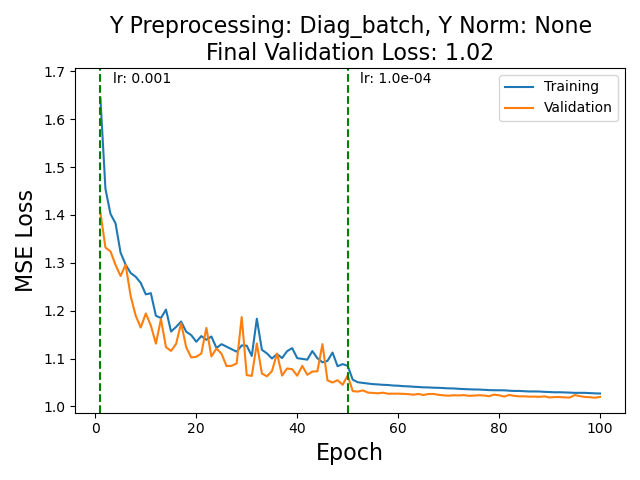 Y Preprocessing: Diag_batch, Y Norm: None
Final Validation Loss: 1.02
lr: 0.001
lr: 1.0e-04
Training
Validation
MSE Loss
1.7
1.6
1.5
1.4
1.3
1.2
1.1
1.0
0
20
40
60
80
100
Epoch